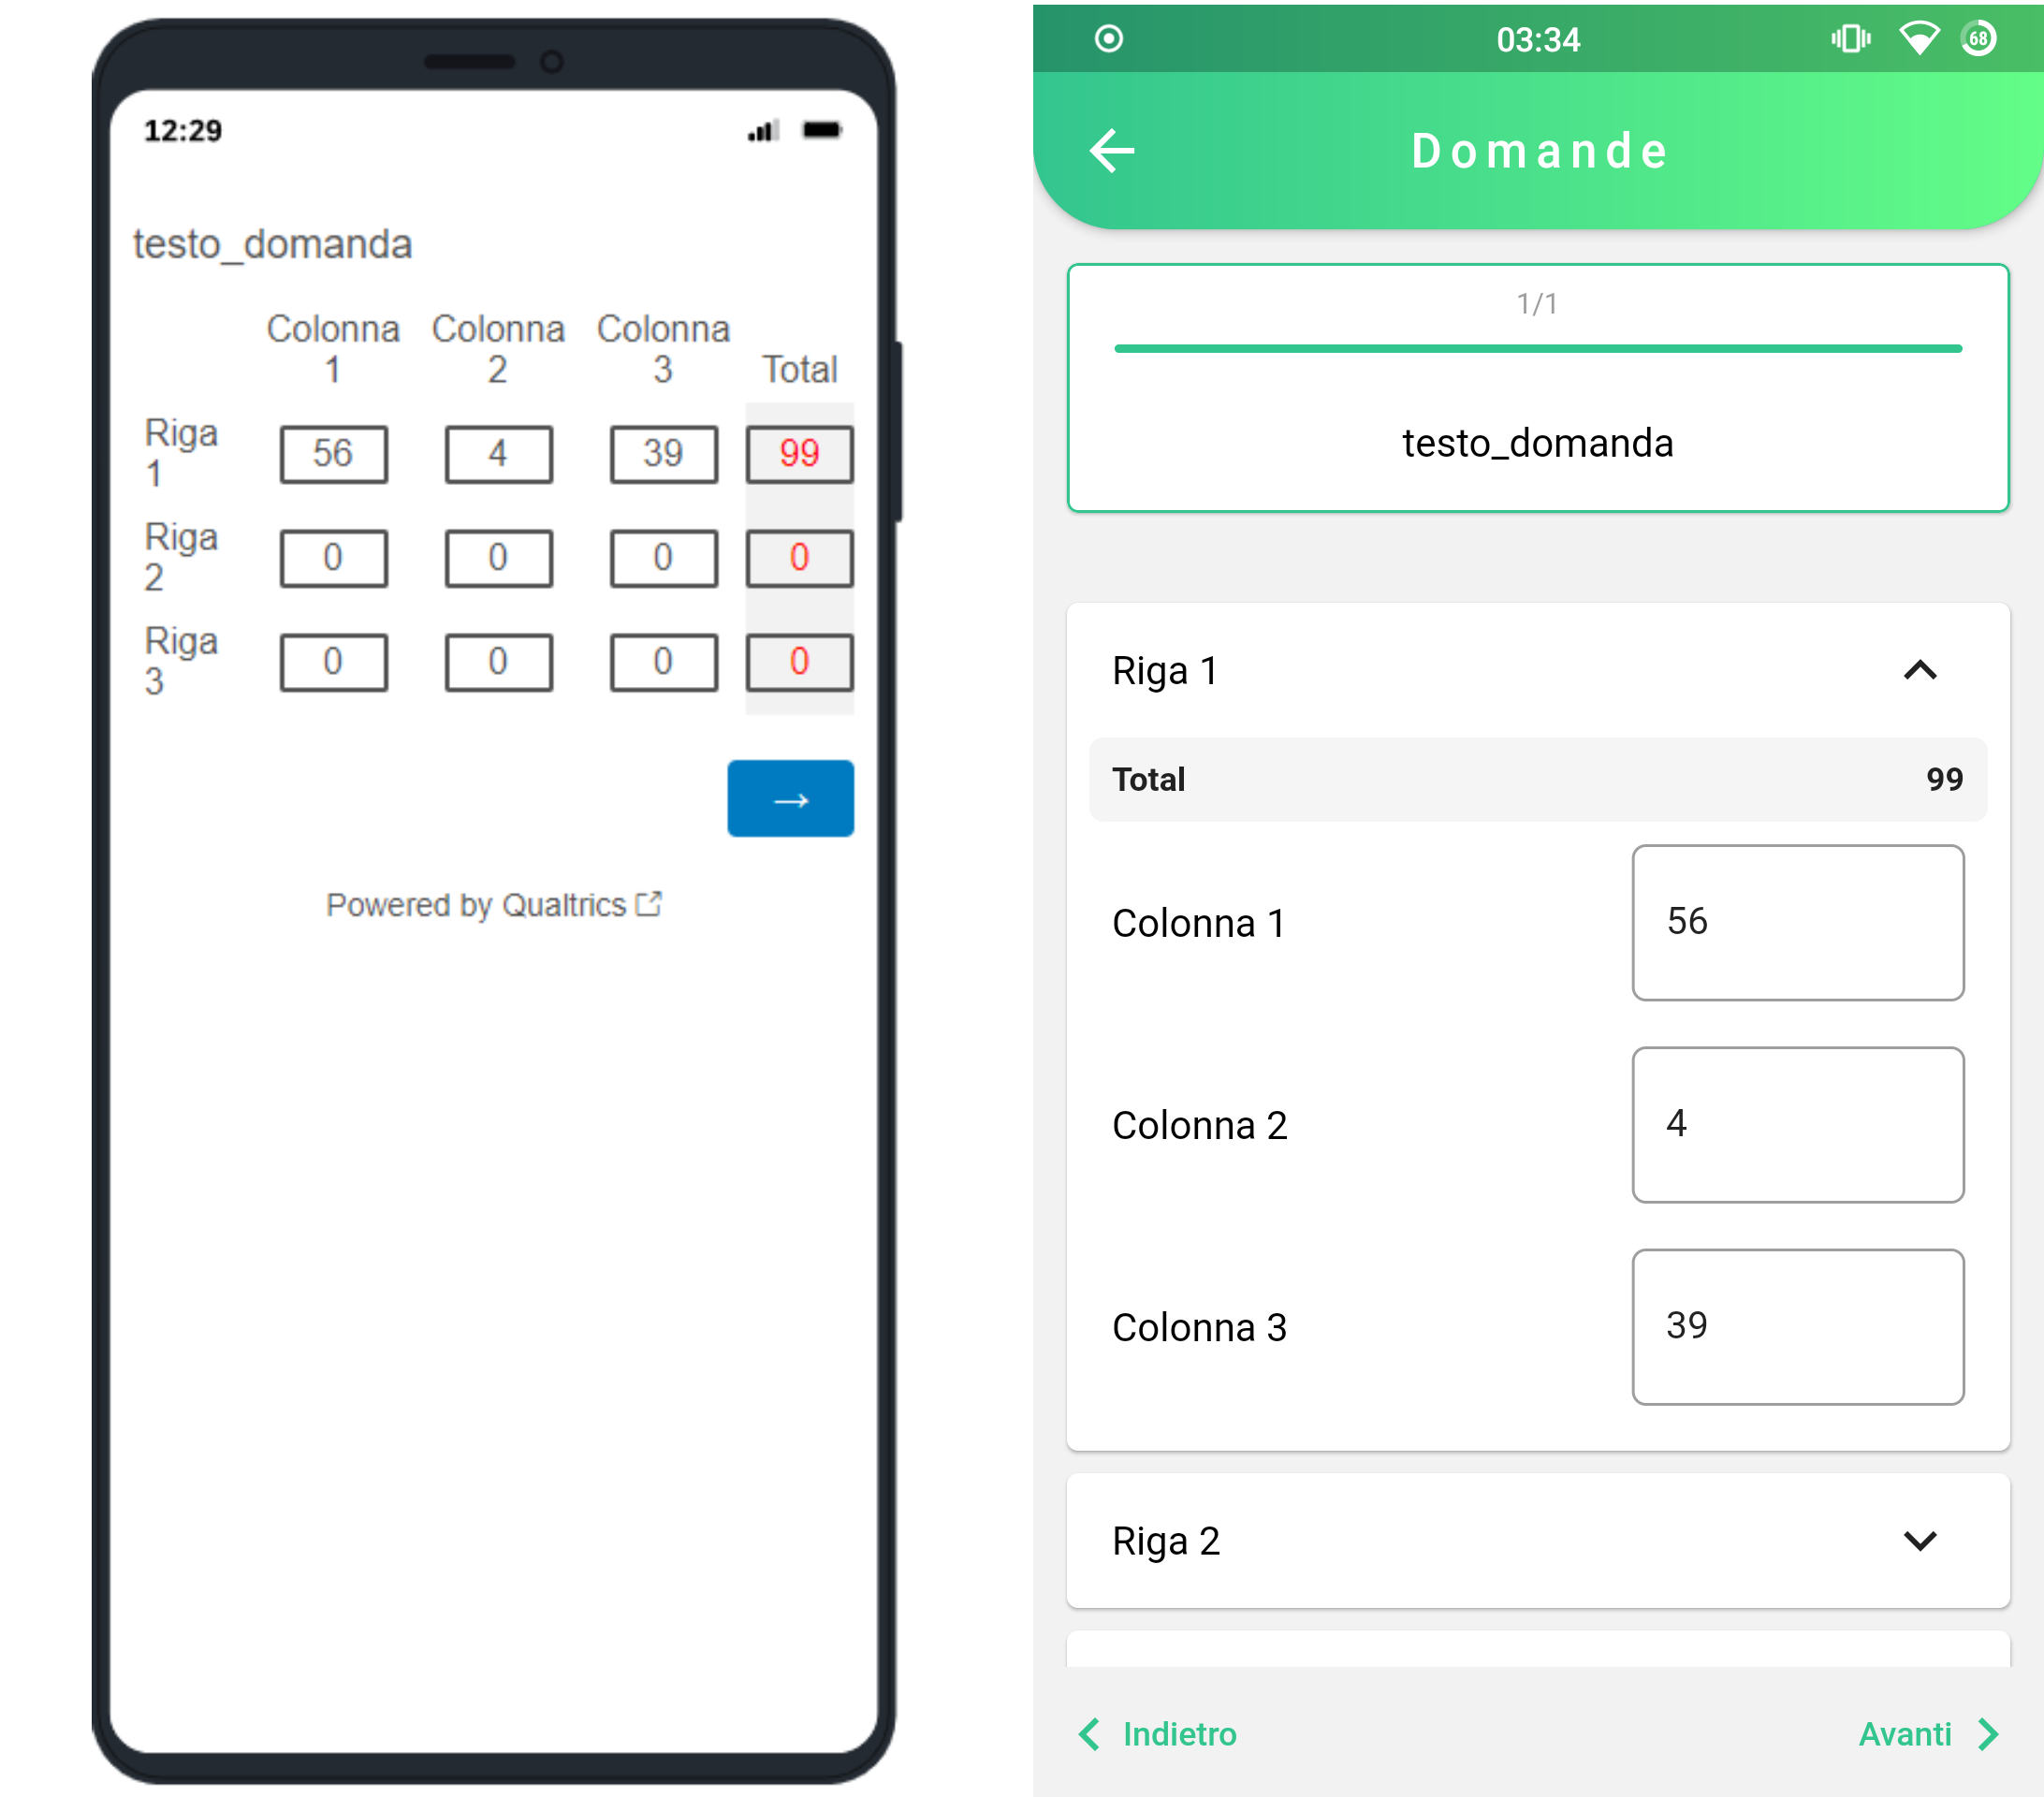 12:29
testo_domanda
Colonna 1 Colonna 2 Colonna 3 Total
Riga 1 56 4 39 99
Riga 2 0 0 0 0
Riga 3 0 0 0 0
→
Powered by Qualtrics
03:34 68
Domande
1/1
testo_domanda
Riga 1
Total 99
Colonna 1 56
Colonna 2 4
Colonna 3 39
Riga 2
Indietro Avanti